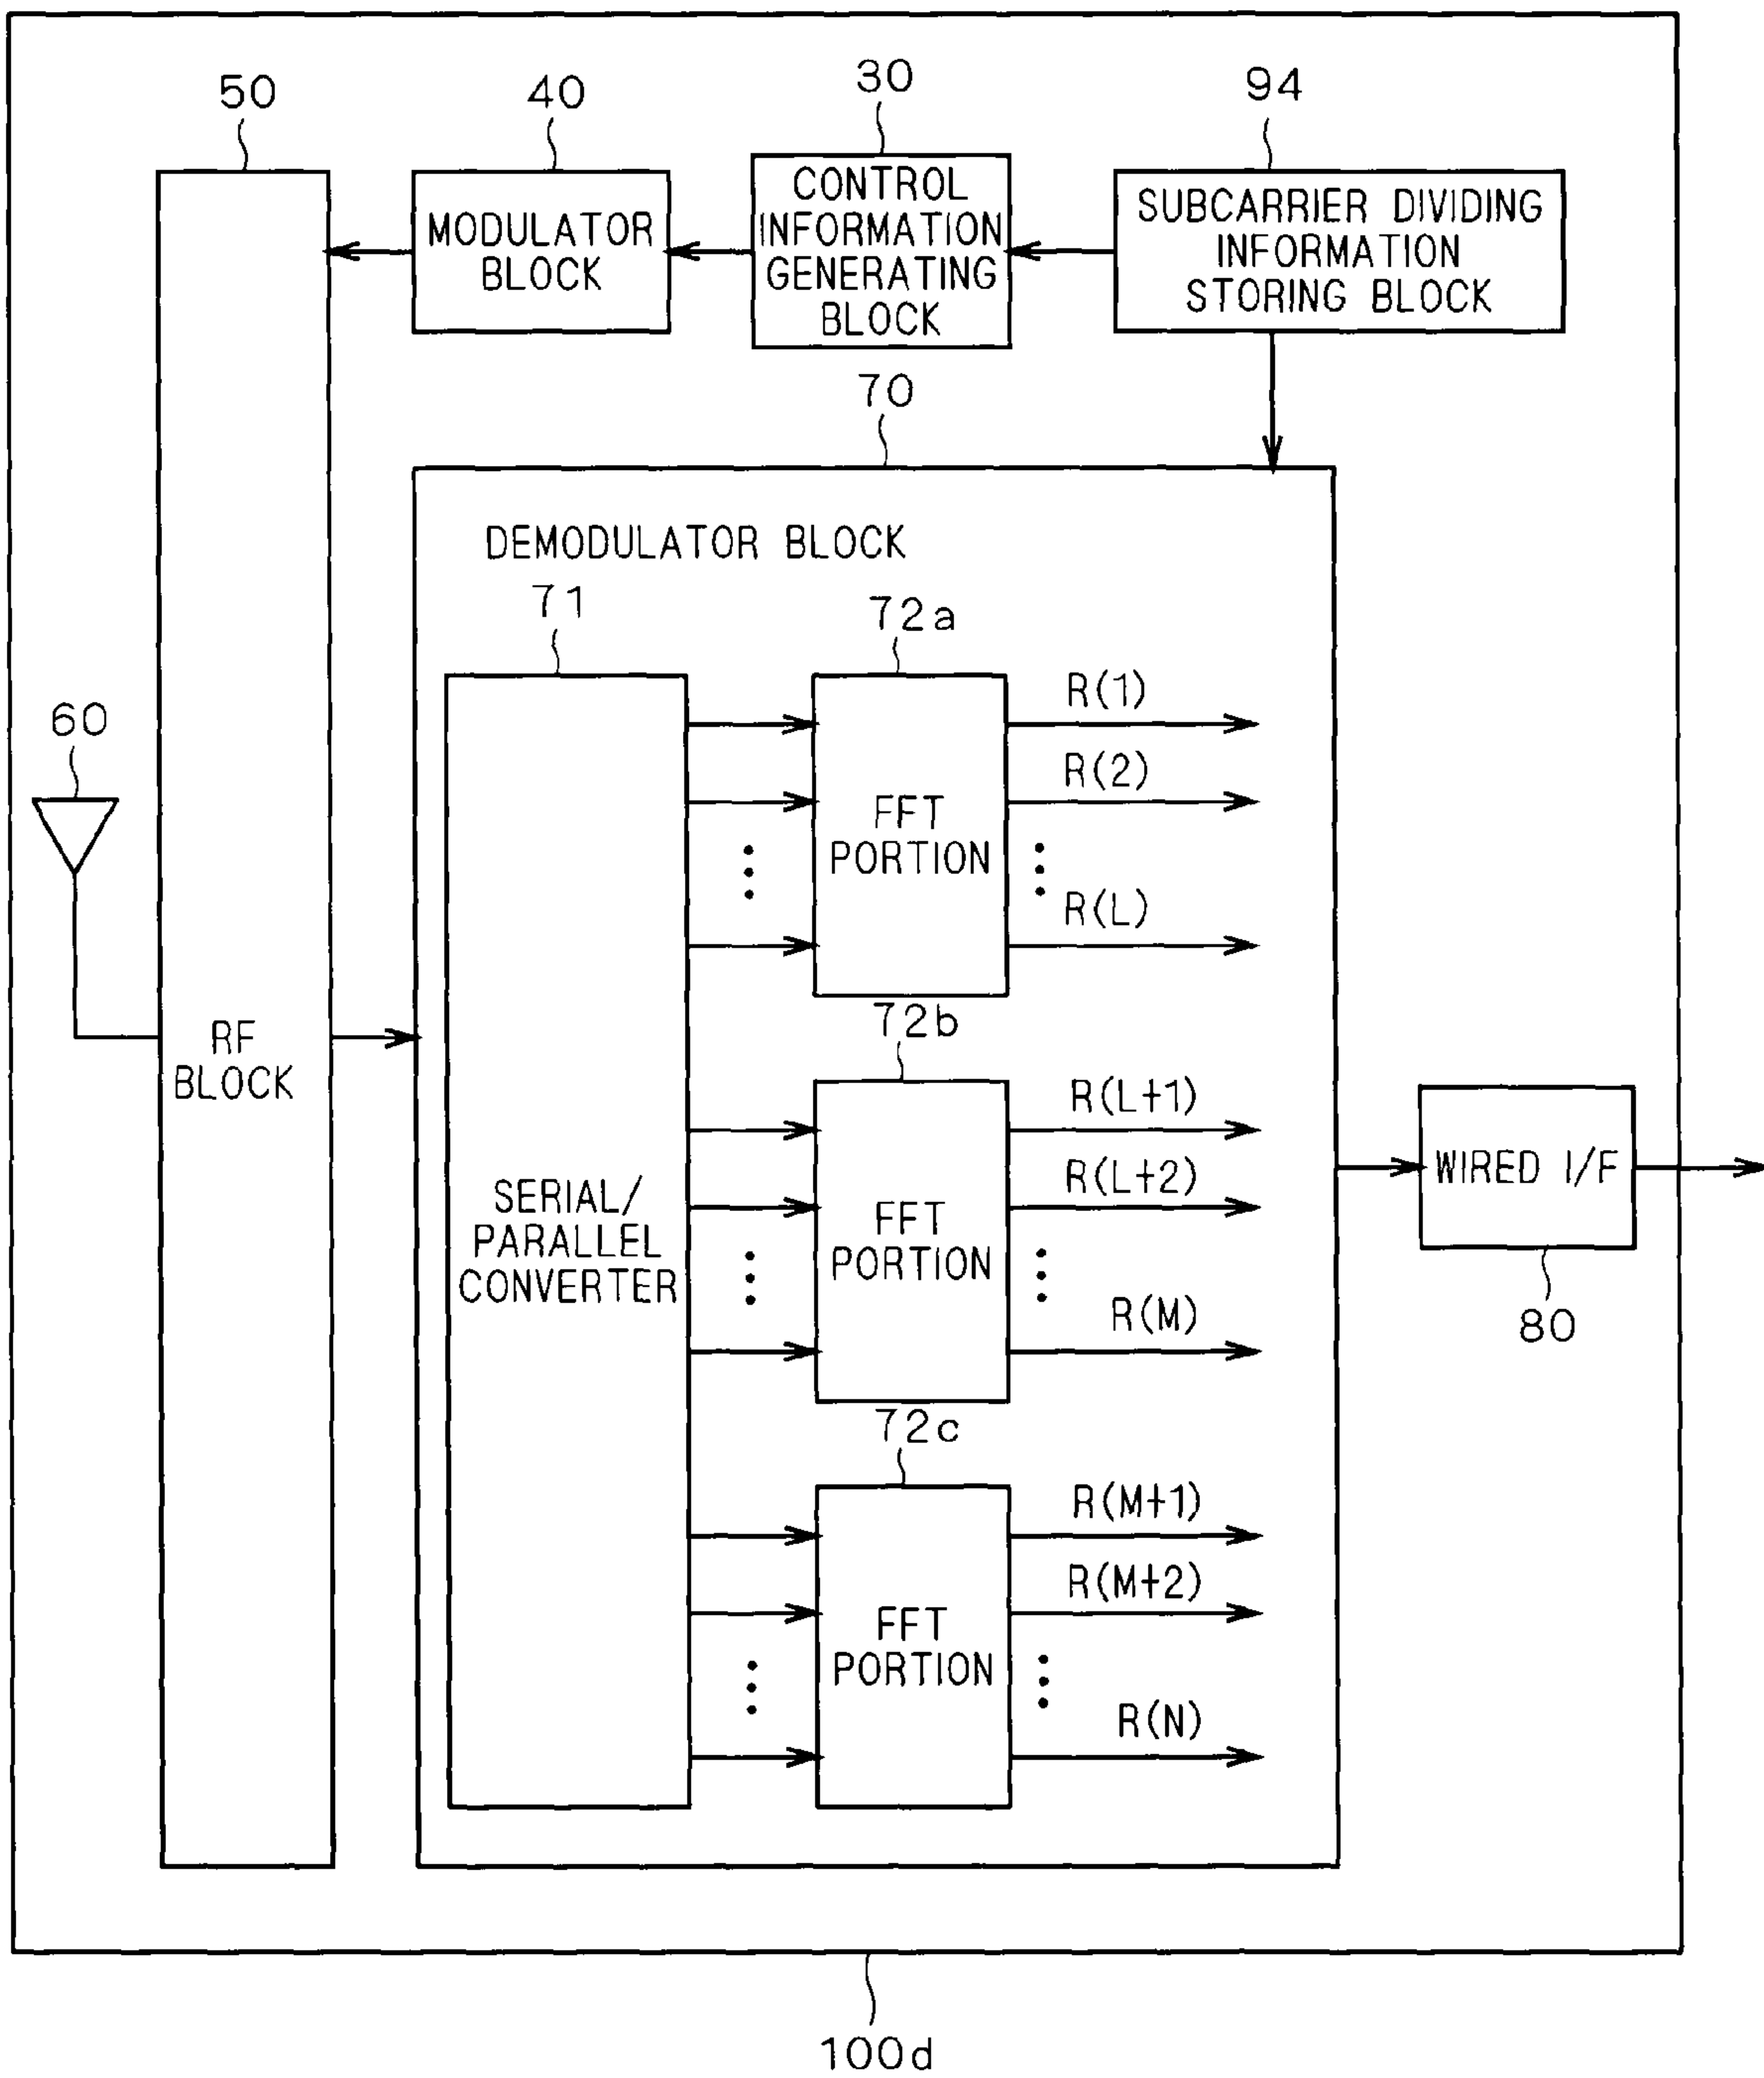 50
40
30
94
MODULATOR
BLOCK
CONTROL
INFORMATION
GENERATING
BLOCK
SUBCARRIER DIVIDING
INFORMATION
STORING BLOCK
70
DEMODULATOR BLOCK
71
72a
60
R(1)
R(2)
R(L)
FFT
PORTION
RF
BLOCK
72b
SERIAL/
PARALLEL
CONVERTER
R(L+1)
R(L+2)
R(M)
FFT
PORTION
WIRED I/F
80
72c
R(M+1)
R(M+2)
R(N)
FFT
PORTION
100d